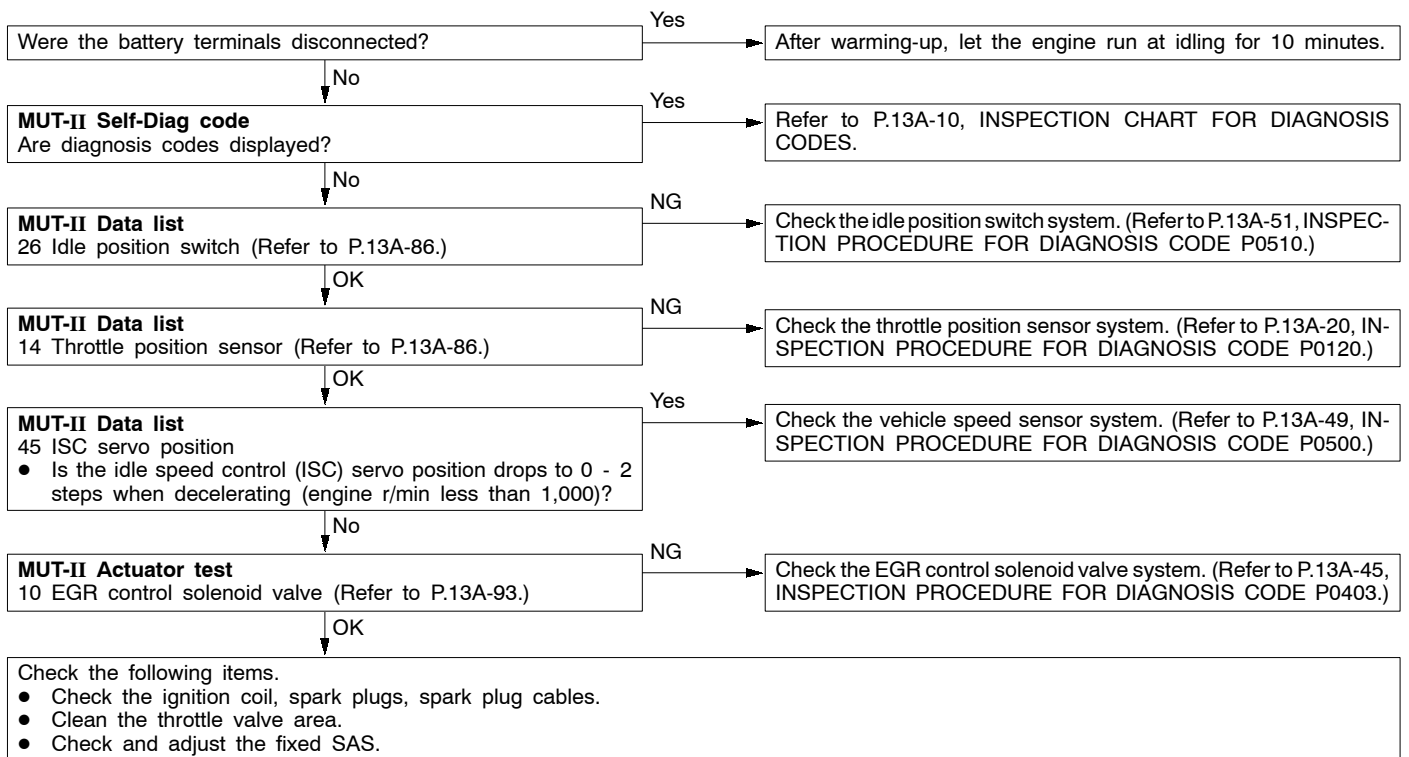 Yes
Were the battery terminals disconnected?
After warming-up, let the engine run at idling for 10 minutes.
No
Yes
MUT-II Self-Diag code
Are diagnosis codes displayed?
Refer to P.13A-10, INSPECTION CHART FOR DIAGNOSIS
CODES.
No
NG
MUT-II Data list
26 Idle position switch (Refer to P.13A-86.)
Check the idle position switch system. (Refer to P.13A-51, INSPEC-
TION PROCEDURE FOR DIAGNOSIS CODE P0510.)
OK
NG
MUT-II Data list
14 Throttle position sensor (Refer to P.13A-86.)
Check the throttle position sensor system. (Refer to P.13A-20, IN-
SPECTION PROCEDURE FOR DIAGNOSIS CODE P0120.)
OK
Yes
MUT-II Data list
45 ISC servo position
● Is the idle speed control (ISC) servo position drops to 0 - 2
steps when decelerating (engine r/min less than 1,000)?
Check the vehicle speed sensor system. (Refer to P.13A-49, IN-
SPECTION PROCEDURE FOR DIAGNOSIS CODE P0500.)
No
NG
MUT-II Actuator test
10 EGR control solenoid valve (Refer to P.13A-93.)
Check the EGR control solenoid valve system. (Refer to P.13A-45,
INSPECTION PROCEDURE FOR DIAGNOSIS CODE P0403.)
OK
Check the following items.
● Check the ignition coil, spark plugs, spark plug cables.
● Clean the throttle valve area.
● Check and adjust the fixed SAS.